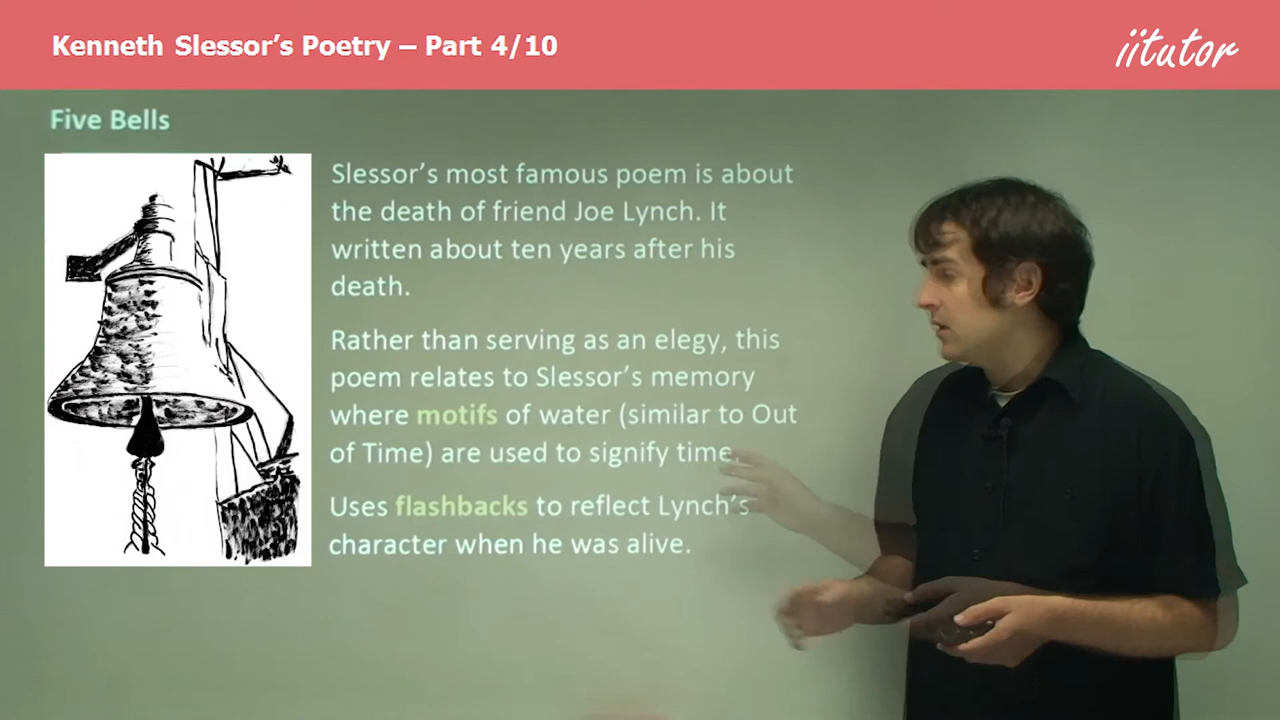 Kenneth Slessor’s Poetry – Part 4/10
iitutor
Five Bells
Slessor’s most famous poem is about
the death of friend Joe Lynch. It
written about ten years after his
death.
Rather than serving as an elegy, this
poem relates to Slessor’s memory
where motifs of water (similar to Out
of Time) are used to signify time.
Uses flashbacks to reflect Lynch’s
character when he was alive.